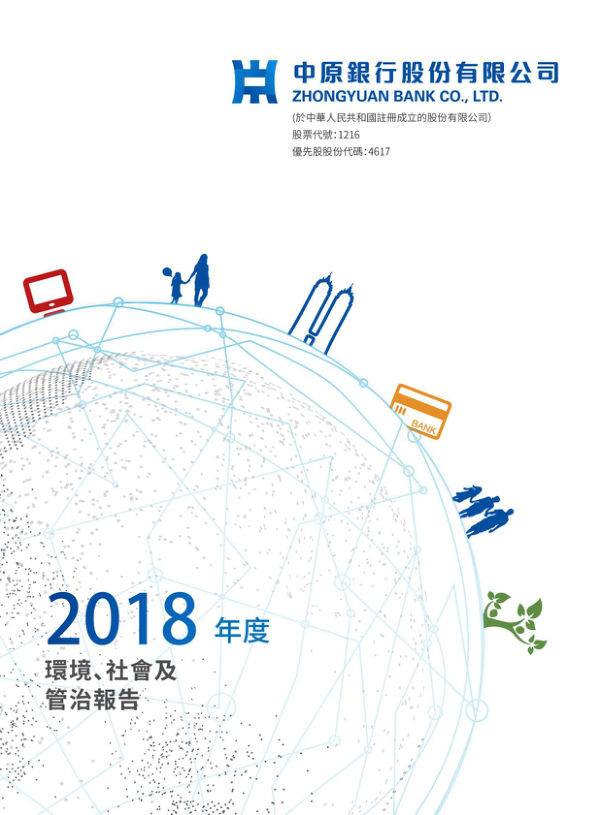 中原銀行股份有限公司
ZHONGYUAN BANK CO., LTD.
(於中華人民共和國註冊成立的股份有限公司)
股票代號：1216
優先股股份代碼：4617
BANK
2018 年度
環境、社會及
管治報告